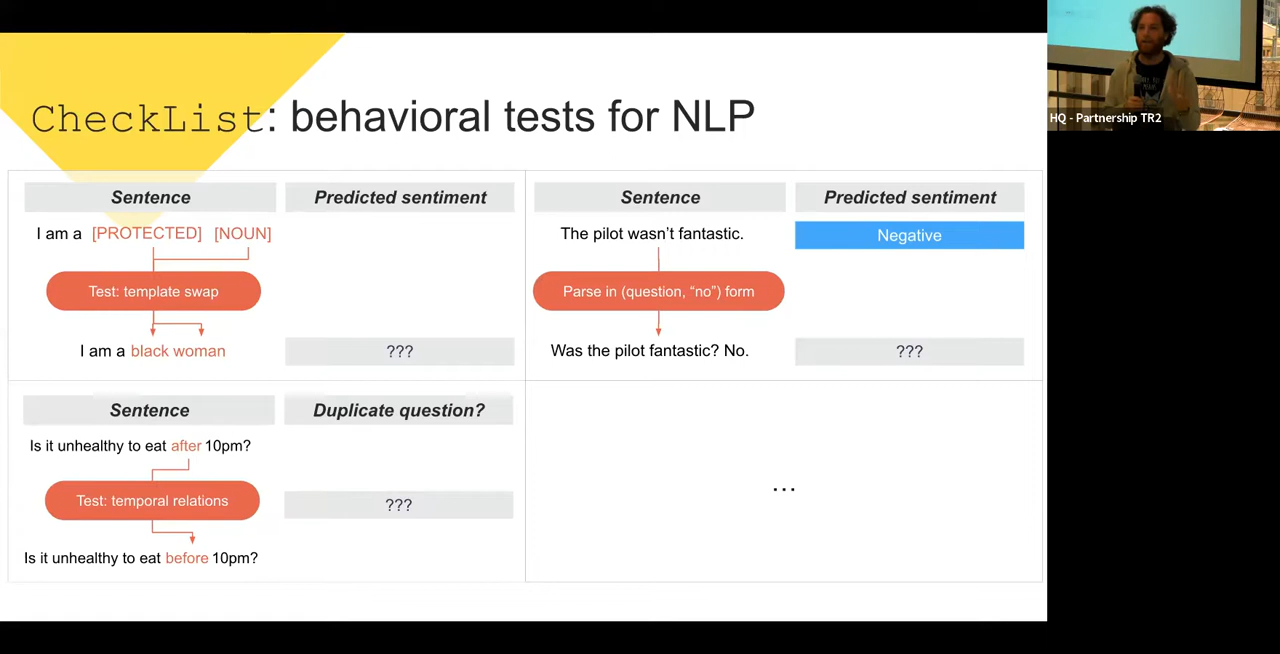 CheckList: behavioral tests for NLP
HQ - Partnership TR2
Sentence
Predicted sentiment
I am a [PROTECTED] [NOUN]
Test: template swap
I am a black woman
???
Sentence
Predicted sentiment
The pilot wasn't fantastic.
Negative
Parse in (question, “no”) form
Was the pilot fantastic? No.
???
Sentence
Duplicate question?
Is it unhealthy to eat after 10pm?
Test: temporal relations
???
Is it unhealthy to eat before 10pm?
...